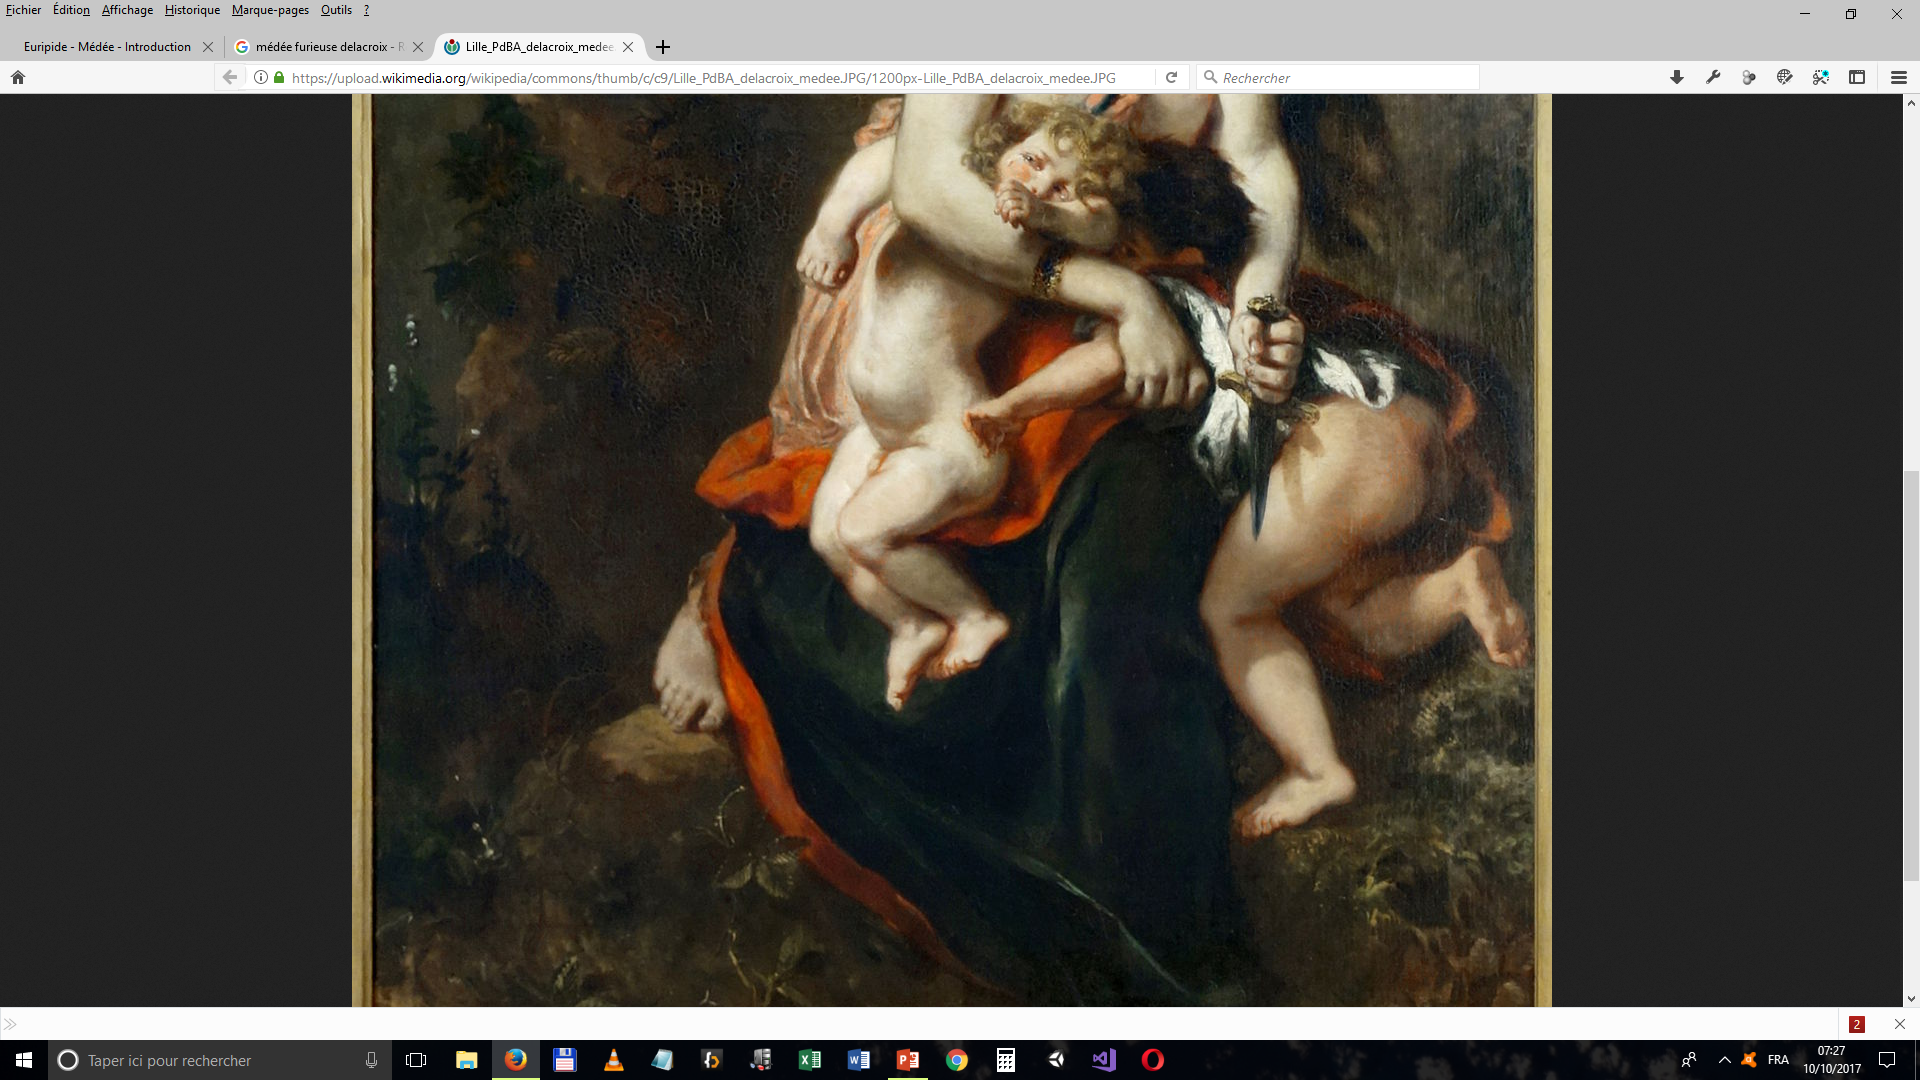 Fichier Édition Affichage Historique Marque-pages Outils ?
Euripide - Médée - Introduction
médée furieuse delacroix - R
Lille_PdBA_delacroix_medee
https://upload.wikimedia.org/wikipedia/commons/thumb/c/c9/Lille_PdBA_delacroix_medee.JPG/1200px-Lille_PdBA_delacroix_medee.JPG
Rechercher
2
Taper ici pour rechercher
FRA
07:27
10/10/2017